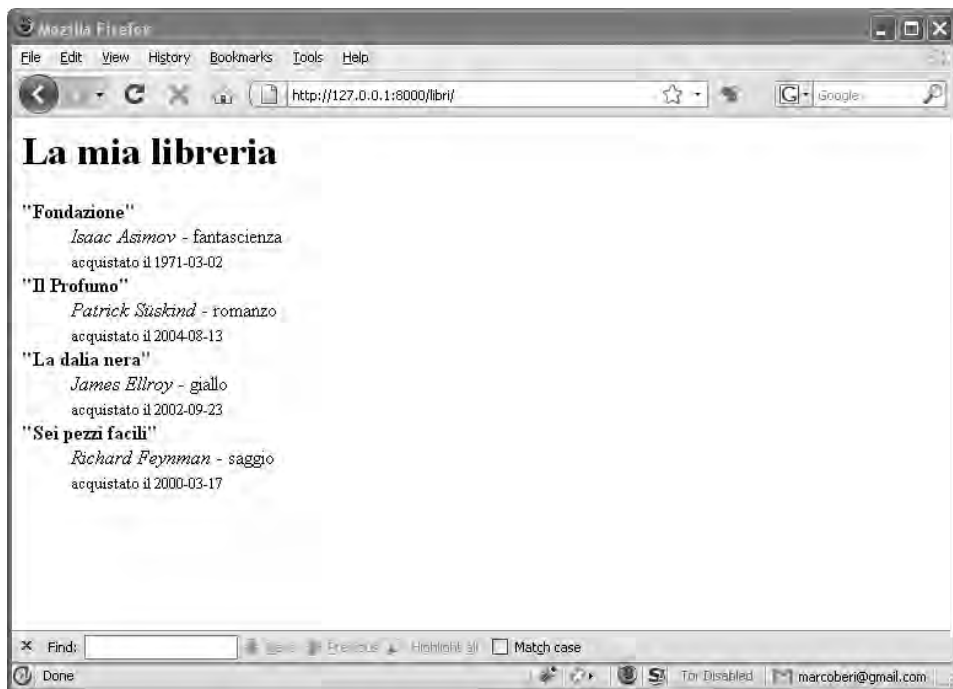 Mozilla Firefox
File Edit View History Bookmarks Tools Help
http://127.0.0.1:8000/libri/ G Google
La mia libreria
"Fondazione"
Isaac Asimov - fantascienza
acquistato il 1971-03-02
"Il Profumo"
Patrick Süskind - romanzo
acquistato il 2004-08-13
"La dalia nera"
James Ellroy - giallo
acquistato il 2002-09-23
"Sei pezzi facili"
Richard Feynman - saggio
acquistato il 2000-03-17
Find: Previous Highlight all Match case
Done Tor Disabled marcoberi@gmail.com